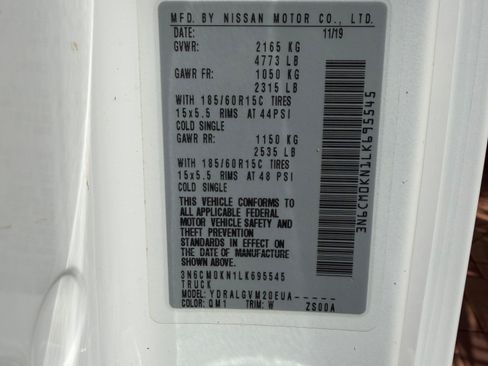 MFD. BY NISSAN MOTOR CO., LTD.
DATE: 11/19
GVWR: 2165 KG
4773 LB
GAWR FR: 1050 KG
2315 LB
WITH 185/60R15C TIRES
15x5.5 RIMS AT 44PSI
COLD SINGLE
GAWR RR: 1150 KG
2535 LB
WITH 185/60R15C TIRES
15x5.5 RIMS AT 48 PSI
COLD SINGLE
THIS VEHICLE CONFORMS TO
ALL APPLICABLE FEDERAL
MOTOR VEHICLE SAFETY AND
THEFT PREVENTION
STANDARDS IN EFFECT ON
THE DATE OF MANUFACTURE
SHOWN ABOVE.
3N6CM0KN1LK695545
TRUCK
MODEL: YDRALGVM20EUA-----
COLOR: QM1 TRIM: W ZS00A
3N6CM0KN1LK695545